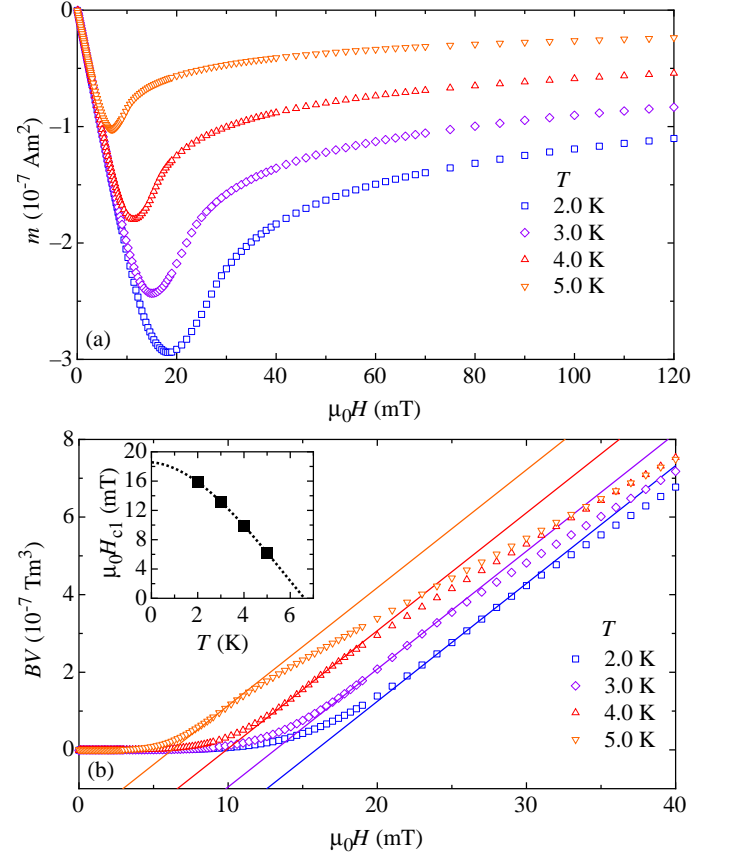 0
−1
−2
−3
m (10⁻⁷ Am²)
T
2.0 K
3.0 K
4.0 K
5.0 K
(a)
0 20 40 60 80 100 120
μ₀H (mT)
8
6
4
2
0
BV (10⁻⁷ Tm³)
20
16
12
8
4
0
μ₀H_c1 (mT)
0 2 4 6
T (K)
T
2.0 K
3.0 K
4.0 K
5.0 K
(b)
0 10 20 30 40
μ₀H (mT)